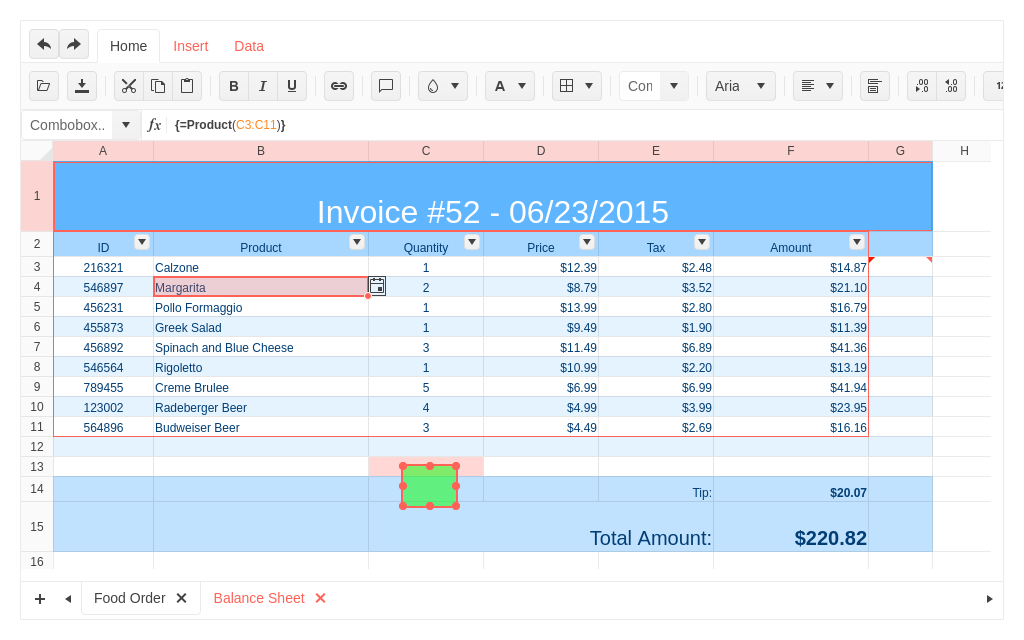 Home Insert Data
B I U A Con Aria .00 .0 .0 .00 12
Combobox.. fx {=Product(C3:C11)}
A B C D E F G H
1 Invoice #52 - 06/23/2015
2 ID Product Quantity Price Tax Amount
3 216321 Calzone 1 $12.39 $2.48 $14.87
4 546897 Margarita 2 $8.79 $3.52 $21.10
5 456231 Pollo Formaggio 1 $13.99 $2.80 $16.79
6 455873 Greek Salad 1 $9.49 $1.90 $11.39
7 456892 Spinach and Blue Cheese 3 $11.49 $6.89 $41.36
8 546564 Rigoletto 1 $10.99 $2.20 $13.19
9 789455 Creme Brulee 5 $6.99 $6.99 $41.94
10 123002 Radeberger Beer 4 $4.99 $3.99 $23.95
11 564896 Budweiser Beer 3 $4.49 $2.69 $16.16
12
13
14 Tip: $20.07
15 Total Amount: $220.82
16
Food Order Balance Sheet